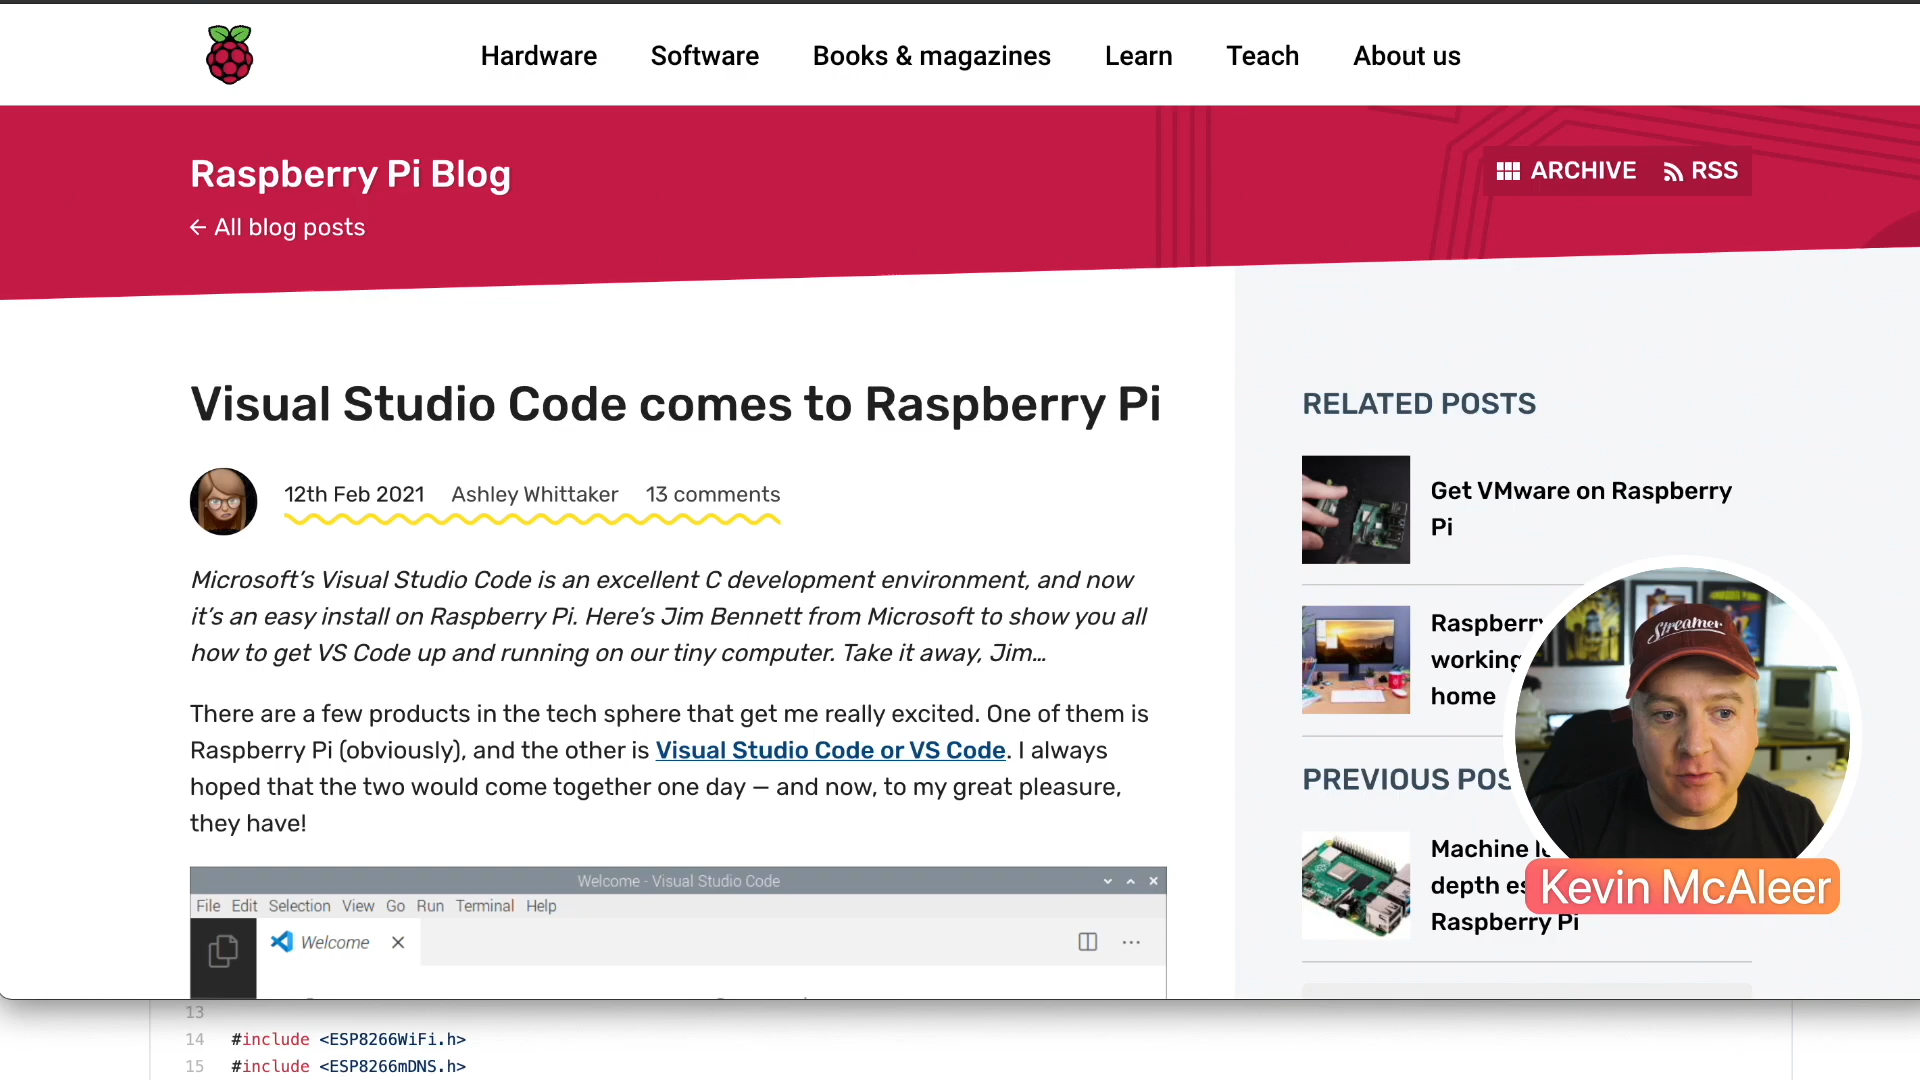 Hardware Software Books & magazines Learn Teach About us
Raspberry Pi Blog
ARCHIVE RSS
← All blog posts
Visual Studio Code comes to Raspberry Pi
12th Feb 2021 Ashley Whittaker 13 comments
Microsoft’s Visual Studio Code is an excellent C development environment, and now
it’s an easy install on Raspberry Pi. Here’s Jim Bennett from Microsoft to show you all
how to get VS Code up and running on our tiny computer. Take it away, Jim…
There are a few products in the tech sphere that get me really excited. One of them is
Raspberry Pi (obviously), and the other is Visual Studio Code or VS Code. I always
hoped that the two would come together one day — and now, to my great pleasure,
they have!
Welcome - Visual Studio Code
File Edit Selection View Go Run Terminal Help
Welcome
RELATED POSTS
Get VMware on Raspberry
Pi
Raspberry
working
home
PREVIOUS POS
Machine
depth es
Raspberry Pi
Streamer
Kevin McAleer
13
14 #include <ESP8266WiFi.h>
15 #include <ESP8266mDNS.h>